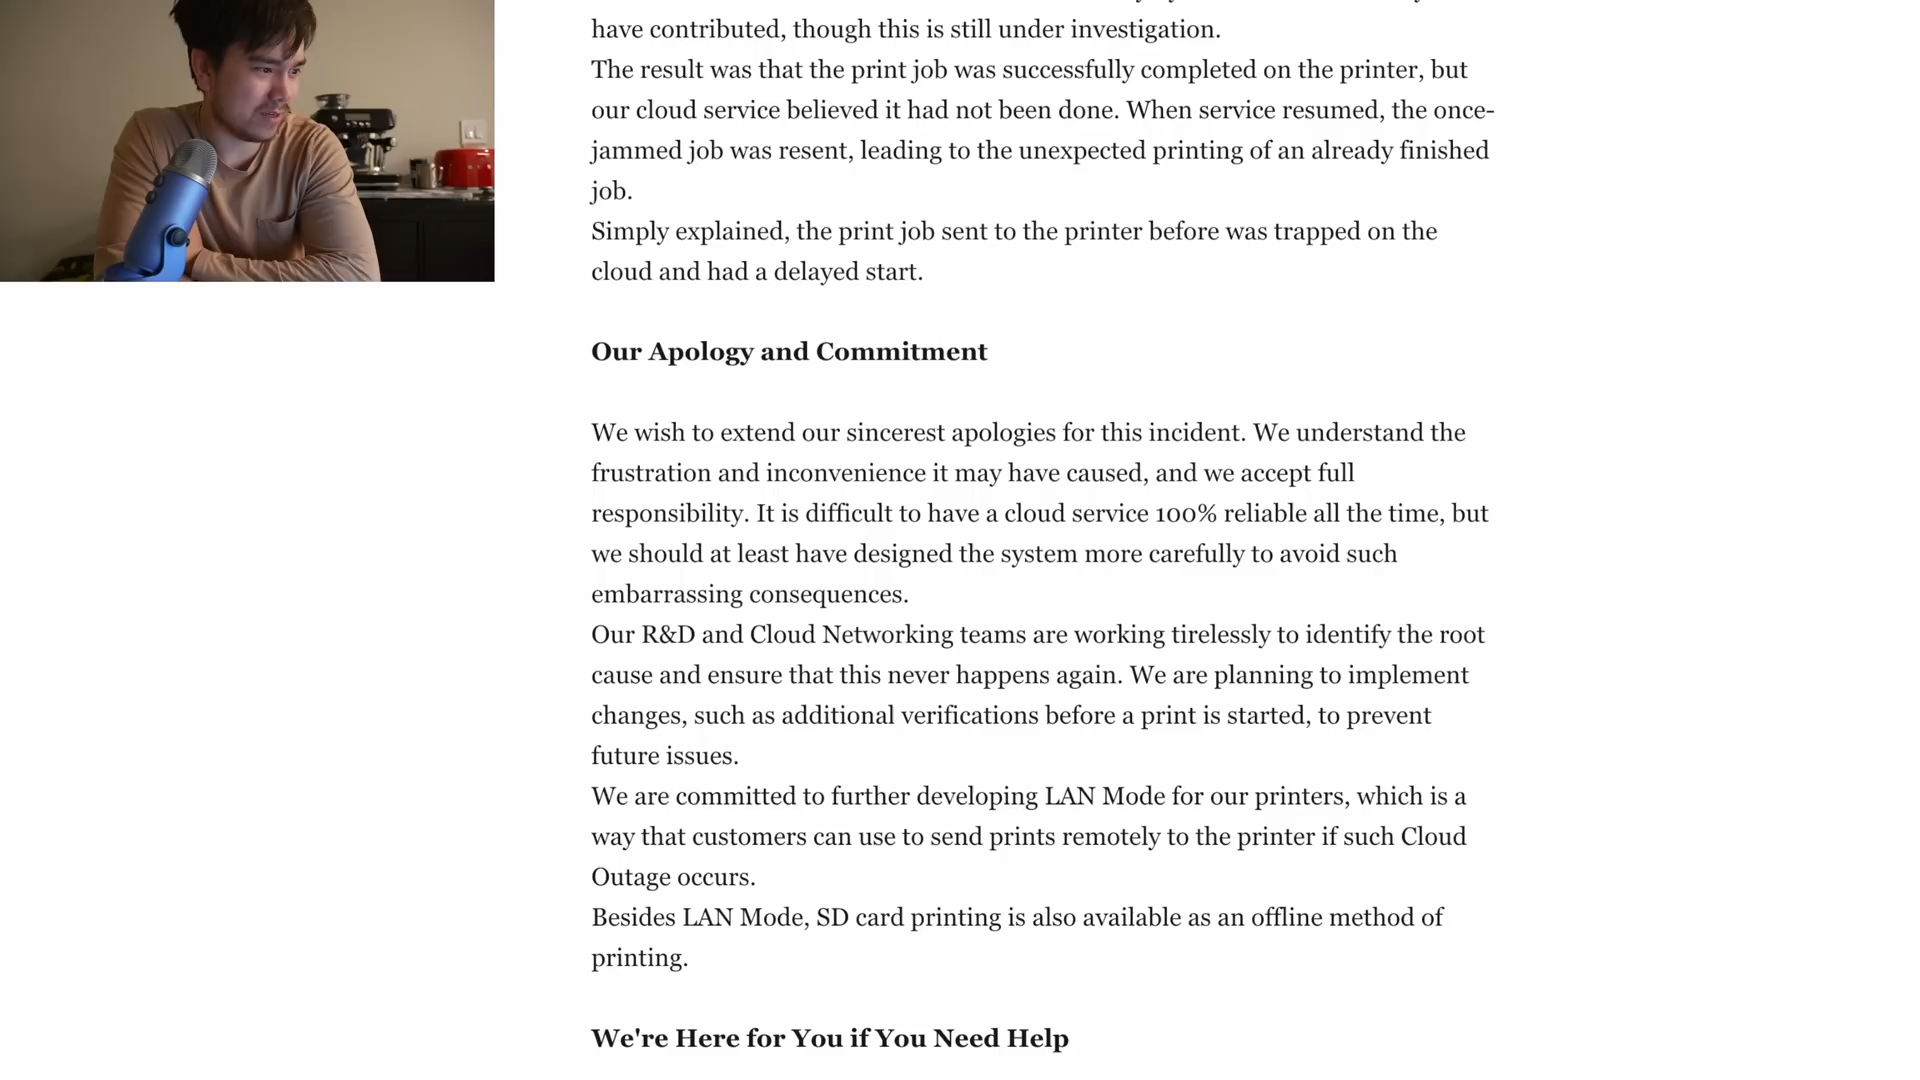 have contributed, though this is still under investigation.
The result was that the print job was successfully completed on the printer, but
our cloud service believed it had not been done. When service resumed, the once-
jammed job was resent, leading to the unexpected printing of an already finished
job.
Simply explained, the print job sent to the printer before was trapped on the
cloud and had a delayed start.
Our Apology and Commitment
We wish to extend our sincerest apologies for this incident. We understand the
frustration and inconvenience it may have caused, and we accept full
responsibility. It is difficult to have a cloud service 100% reliable all the time, but
we should at least have designed the system more carefully to avoid such
embarrassing consequences.
Our R&D and Cloud Networking teams are working tirelessly to identify the root
cause and ensure that this never happens again. We are planning to implement
changes, such as additional verifications before a print is started, to prevent
future issues.
We are committed to further developing LAN Mode for our printers, which is a
way that customers can use to send prints remotely to the printer if such Cloud
Outage occurs.
Besides LAN Mode, SD card printing is also available as an offline method of
printing.
We're Here for You if You Need Help